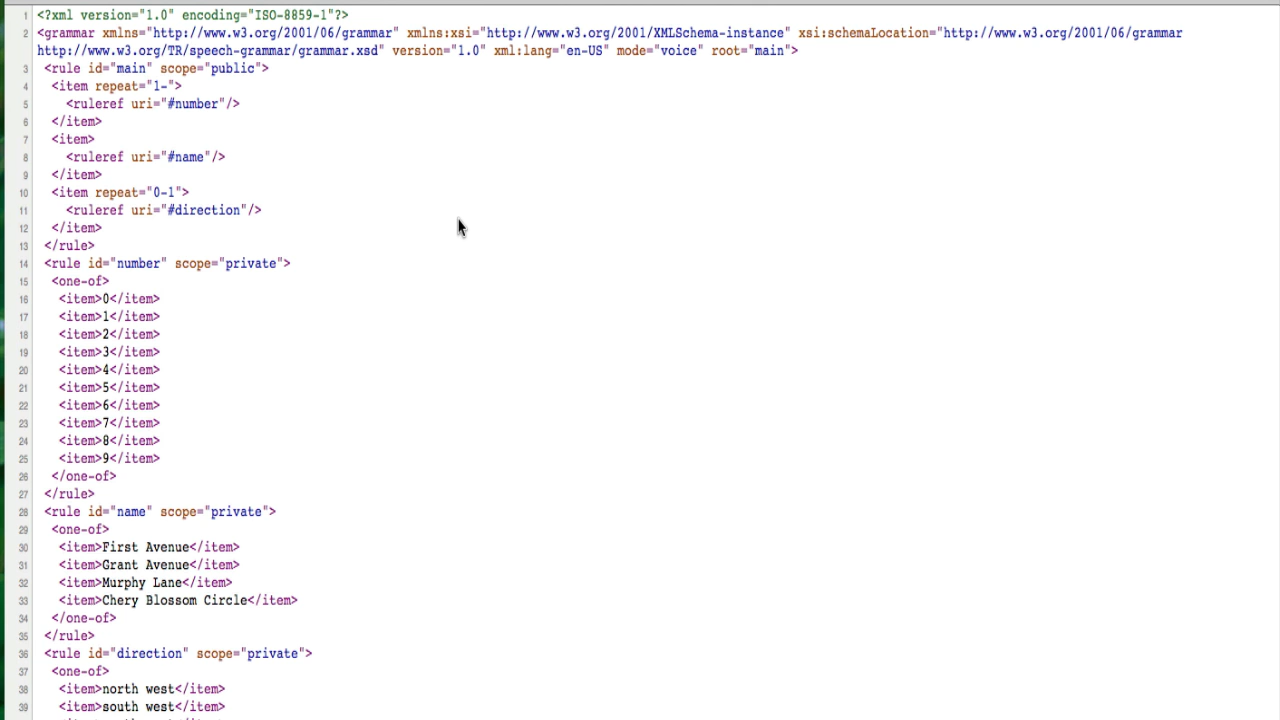 1 <?xml version="1.0" encoding="ISO-8859-1"?>
2 <grammar xmlns="http://www.w3.org/2001/06/grammar" xmlns:xsi="http://www.w3.org/2001/XMLSchema-instance" xsi:schemaLocation="http://www.w3.org/2001/06/grammar
http://www.w3.org/TR/speech-grammar/grammar.xsd" version="1.0" xml:lang="en-US" mode="voice" root="main">
3 <rule id="main" scope="public">
4 <item repeat="1-">
5 <ruleref uri="#number"/>
6 </item>
7 <item>
8 <ruleref uri="#name"/>
9 </item>
10 <item repeat="0-1">
11 <ruleref uri="#direction"/>
12 </item>
13 </rule>
14 <rule id="number" scope="private">
15 <one-of>
16 <item>0</item>
17 <item>1</item>
18 <item>2</item>
19 <item>3</item>
20 <item>4</item>
21 <item>5</item>
22 <item>6</item>
23 <item>7</item>
24 <item>8</item>
25 <item>9</item>
26 </one-of>
27 </rule>
28 <rule id="name" scope="private">
29 <one-of>
30 <item>First Avenue</item>
31 <item>Grant Avenue</item>
32 <item>Murphy Lane</item>
33 <item>Chery Blossom Circle</item>
34 </one-of>
35 </rule>
36 <rule id="direction" scope="private">
37 <one-of>
38 <item>north west</item>
39 <item>south west</item>